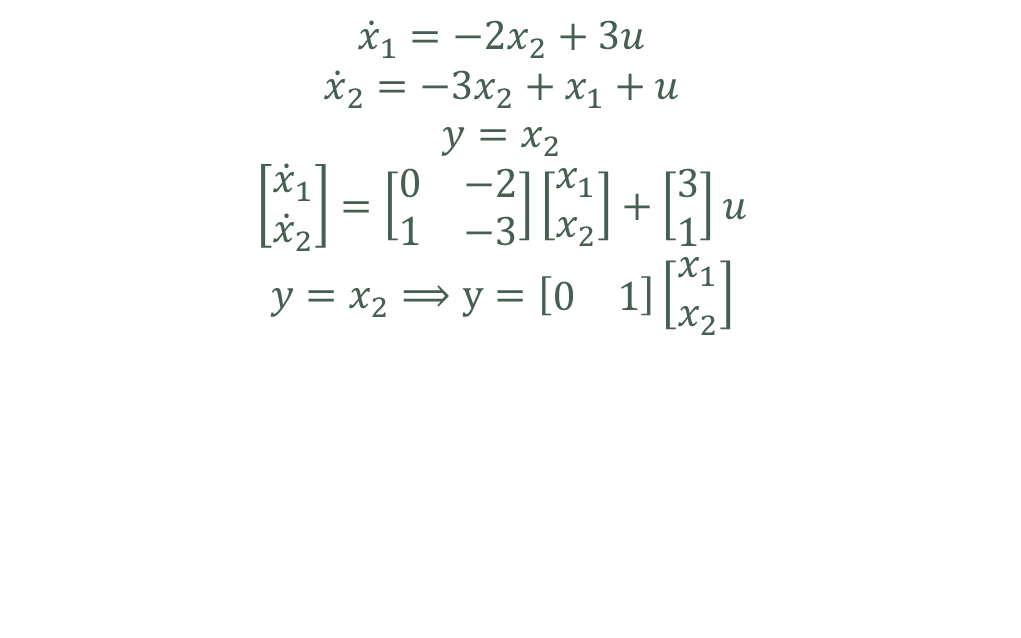 ẋ₁ = −2x₂ + 3u
ẋ₂ = −3x₂ + x₁ + u
y = x₂
[ẋ₁; ẋ₂] = [0 −2; 1 −3] [x₁; x₂] + [3; 1] u
y = x₂ ⟹ y = [0 1] [x₁; x₂]